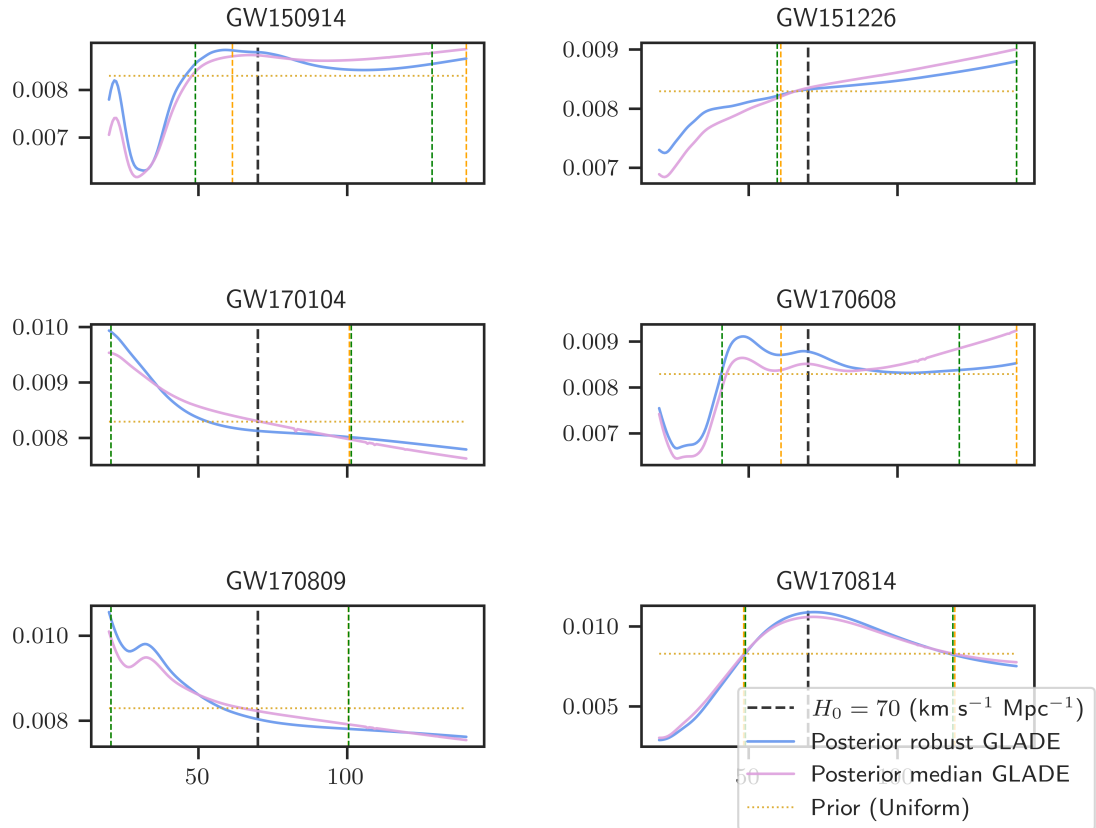 GW150914
GW151226
0.008
0.007
0.009
0.008
0.007
GW170104
GW170608
0.010
0.009
0.008
0.009
0.008
0.007
GW170809
GW170814
0.010
0.008
0.010
0.005
50
100
50
100
H₀ = 70 (km s⁻¹ Mpc⁻¹)
Posterior robust GLADE
Posterior median GLADE
Prior (Uniform)